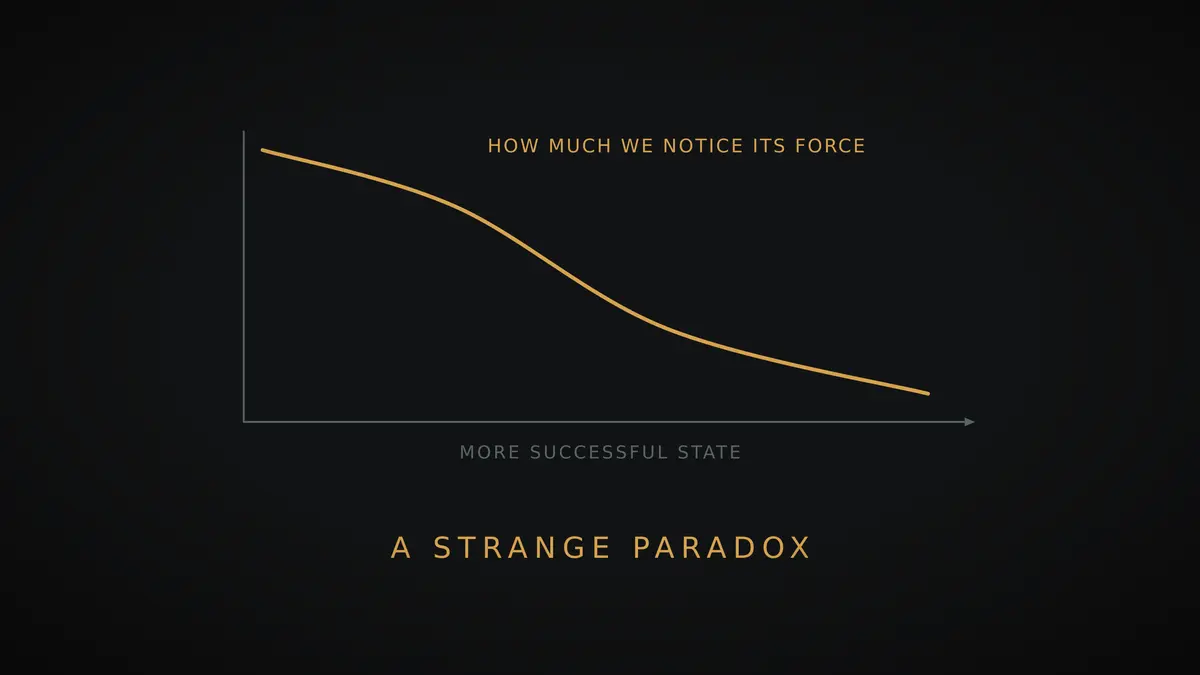 HOW MUCH WE NOTICE ITS FORCE
MORE SUCCESSFUL STATE
A STRANGE PARADOX